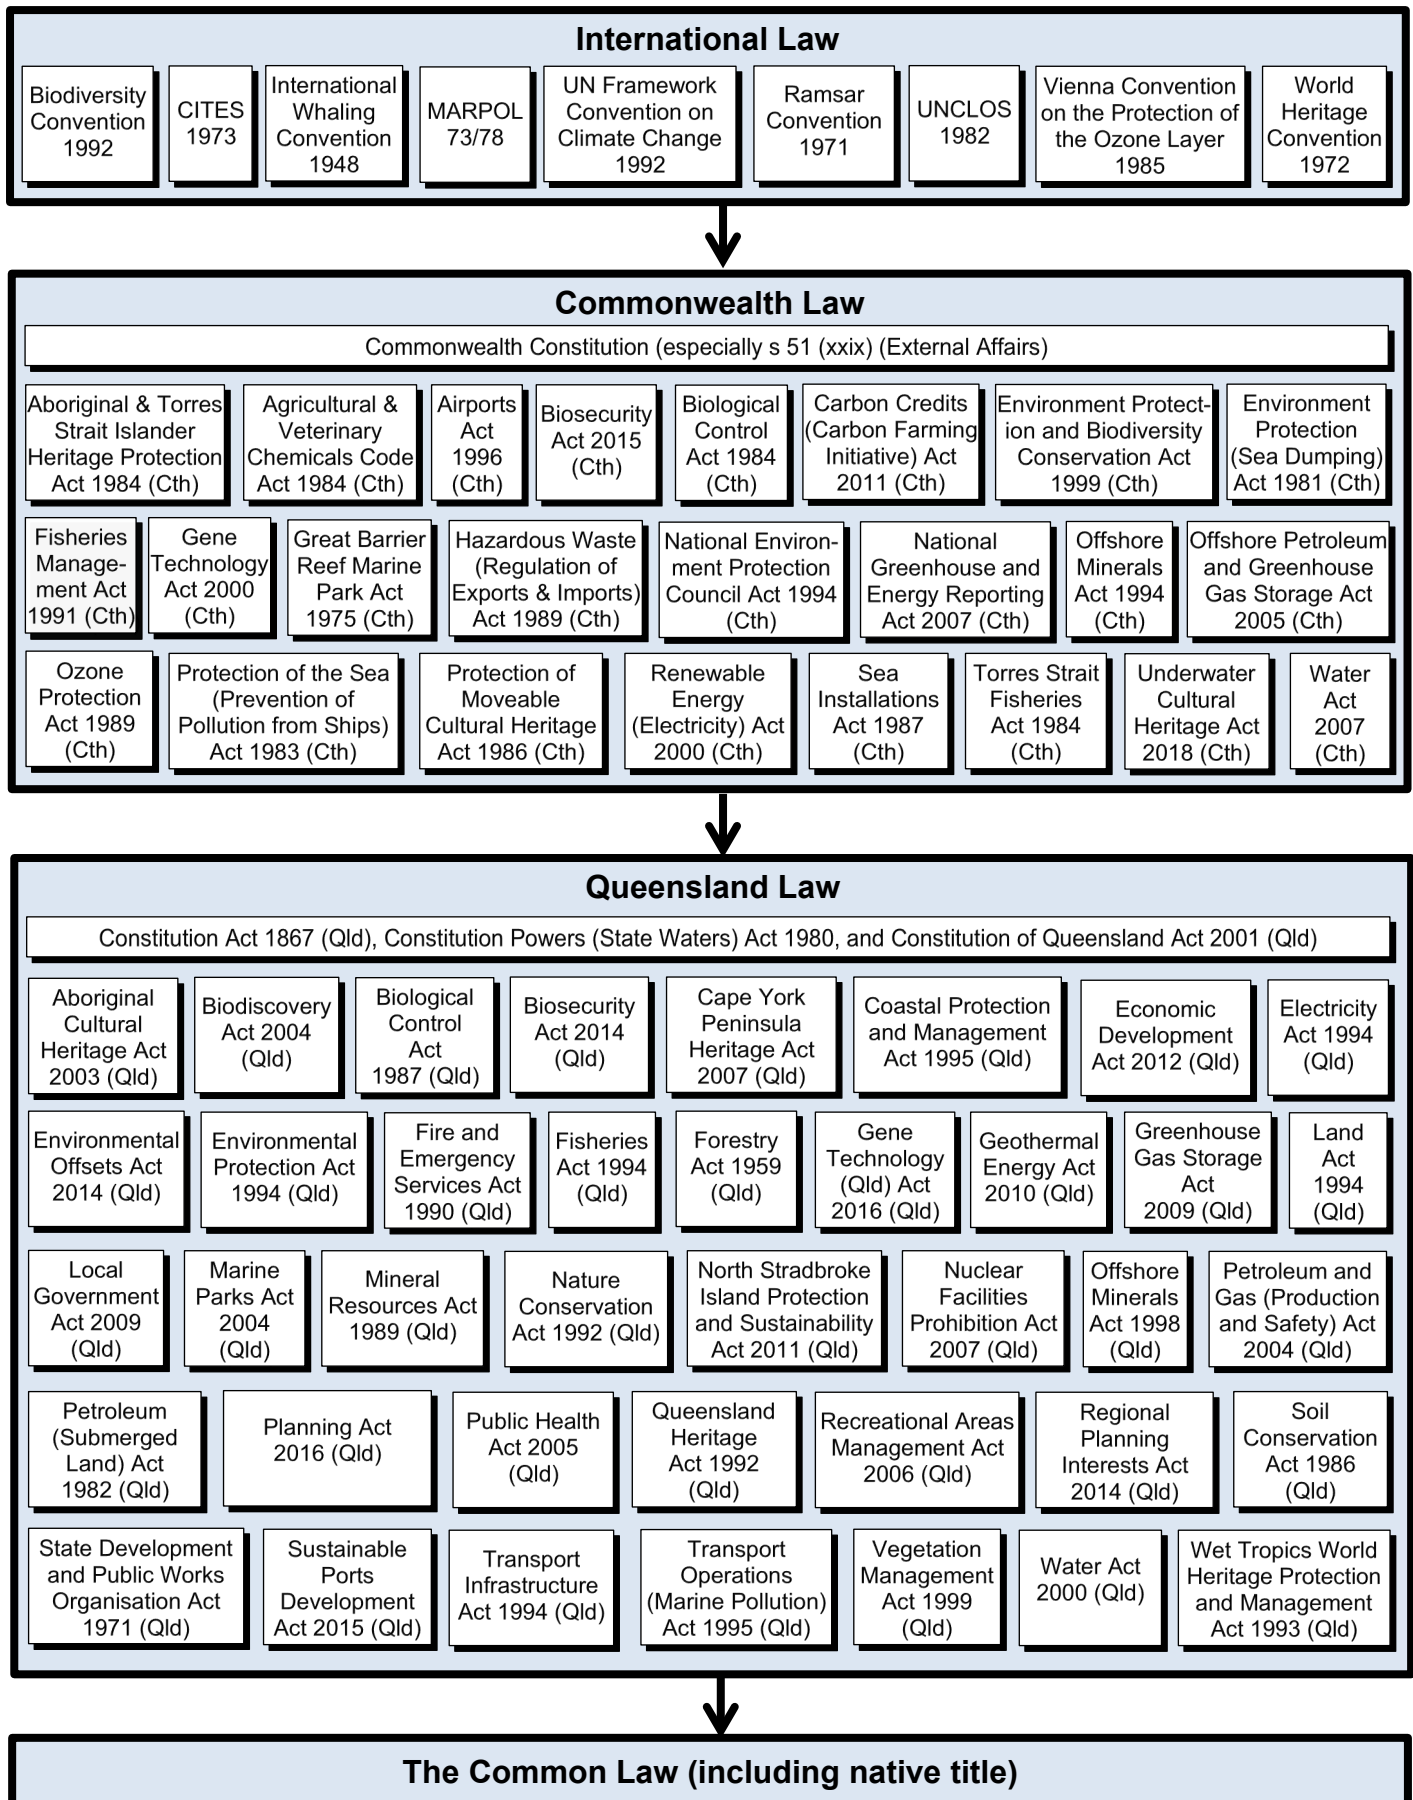 International Law
Biodiversity
Convention
1992
CITES
1973
International
Whaling
Convention
1948
MARPOL
73/78
UN Framework
Convention on
Climate Change
1992
Ramsar
Convention
1971
UNCLOS
1982
Vienna Convention
on the Protection of
the Ozone Layer
1985
World
Heritage
Convention
1972
Commonwealth Law
Commonwealth Constitution (especially s 51 (xxix) (External Affairs)
Aboriginal & Torres
Strait Islander
Heritage Protection
Act 1984 (Cth)
Agricultural &
Veterinary
Chemicals Code
Act 1984 (Cth)
Airports
Act
1996
(Cth)
Biosecurity
Act 2015
(Cth)
Biological
Control
Act 1984
(Cth)
Carbon Credits
(Carbon Farming
Initiative) Act
2011 (Cth)
Environment Protect-
ion and Biodiversity
Conservation Act
1999 (Cth)
Environment
Protection
(Sea Dumping)
Act 1981 (Cth)
Fisheries
Manage-
ment Act
1991 (Cth)
Gene
Technology
Act 2000
(Cth)
Great Barrier
Reef Marine
Park Act
1975 (Cth)
Hazardous Waste
(Regulation of
Exports & Imports)
Act 1989 (Cth)
National Environ-
ment Protection
Council Act 1994
(Cth)
National
Greenhouse and
Energy Reporting
Act 2007 (Cth)
Offshore
Minerals
Act 1994
(Cth)
Offshore Petroleum
and Greenhouse
Gas Storage Act
2005 (Cth)
Ozone
Protection
Act 1989
(Cth)
Protection of the Sea
(Prevention of
Pollution from Ships)
Act 1983 (Cth)
Protection of
Moveable
Cultural Heritage
Act 1986 (Cth)
Renewable
Energy
(Electricity) Act
2000 (Cth)
Sea
Installations
Act 1987
(Cth)
Torres Strait
Fisheries
Act 1984
(Cth)
Underwater
Cultural
Heritage Act
2018 (Cth)
Water
Act
2007
(Cth)
Queensland Law
Constitution Act 1867 (Qld), Constitution Powers (State Waters) Act 1980, and Constitution of Queensland Act 2001 (Qld)
Aboriginal
Cultural
Heritage Act
2003 (Qld)
Biodiscovery
Act 2004
(Qld)
Biological
Control
Act
1987 (Qld)
Biosecurity
Act 2014
(Qld)
Cape York
Peninsula
Heritage Act
2007 (Qld)
Coastal Protection
and Management
Act 1995 (Qld)
Economic
Development
Act 2012 (Qld)
Electricity
Act 1994
(Qld)
Environmental
Offsets Act
2014 (Qld)
Environmental
Protection Act
1994 (Qld)
Fire and
Emergency
Services Act
1990 (Qld)
Fisheries
Act 1994
(Qld)
Forestry
Act 1959
(Qld)
Gene
Technology
(Qld) Act
2016 (Qld)
Geothermal
Energy Act
2010 (Qld)
Greenhouse
Gas Storage
Act
2009 (Qld)
Land
Act
1994
(Qld)
Local
Government
Act 2009
(Qld)
Marine
Parks Act
2004
(Qld)
Mineral
Resources Act
1989 (Qld)
Nature
Conservation
Act 1992 (Qld)
North Stradbroke
Island Protection
and Sustainability
Act 2011 (Qld)
Nuclear
Facilities
Prohibition Act
2007 (Qld)
Offshore
Minerals
Act 1998
(Qld)
Petroleum and
Gas (Production
and Safety) Act
2004 (Qld)
Petroleum
(Submerged
Land) Act
1982 (Qld)
Planning Act
2016 (Qld)
Public Health
Act 2005
(Qld)
Queensland
Heritage
Act 1992
(Qld)
Recreational Areas
Management Act
2006 (Qld)
Regional
Planning
Interests Act
2014 (Qld)
Soil
Conservation
Act 1986
(Qld)
State Development
and Public Works
Organisation Act
1971 (Qld)
Sustainable
Ports
Development
Act 2015 (Qld)
Transport
Infrastructure
Act 1994 (Qld)
Transport
Operations
(Marine Pollution)
Act 1995 (Qld)
Vegetation
Management
Act 1999
(Qld)
Water Act
2000 (Qld)
Wet Tropics World
Heritage Protection
and Management
Act 1993 (Qld)
The Common Law (including native title)